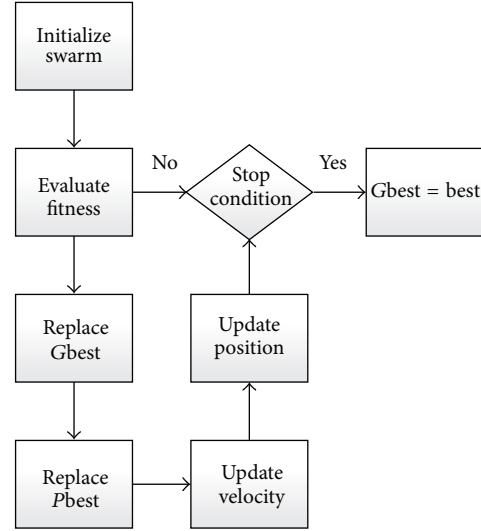 Initialize
swarm
Evaluate
fitness
No
Stop
condition
Yes
Gbest = best
Replace
Gbest
Update
position
Replace
Pbest
Update
velocity